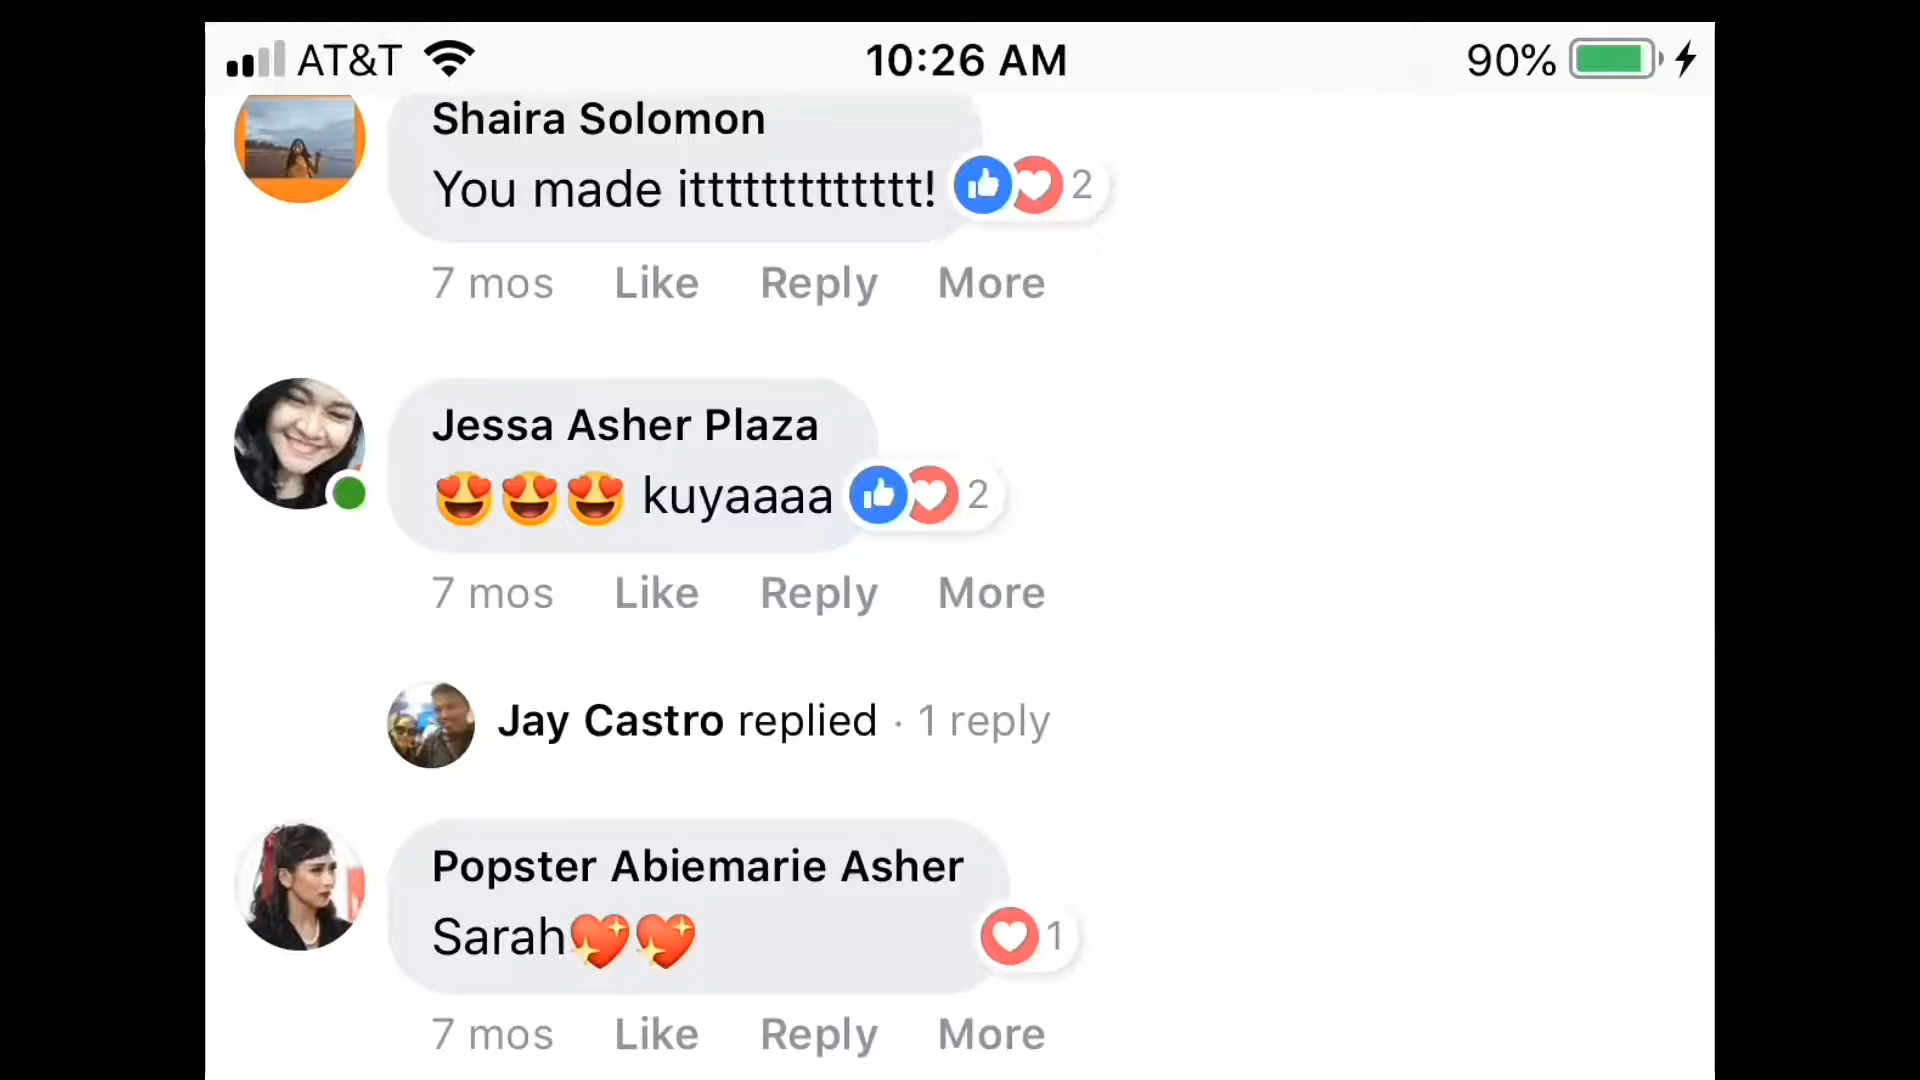 AT&T 10:26 AM 90%
Shaira Solomon
You made itttttttttttttt! 2
7 mos Like Reply More
Jessa Asher Plaza
😍😍😍 kuyaaaa 2
7 mos Like Reply More
Jay Castro replied · 1 reply
Popster Abiemarie Asher
Sarah💖💖 1
7 mos Like Reply More